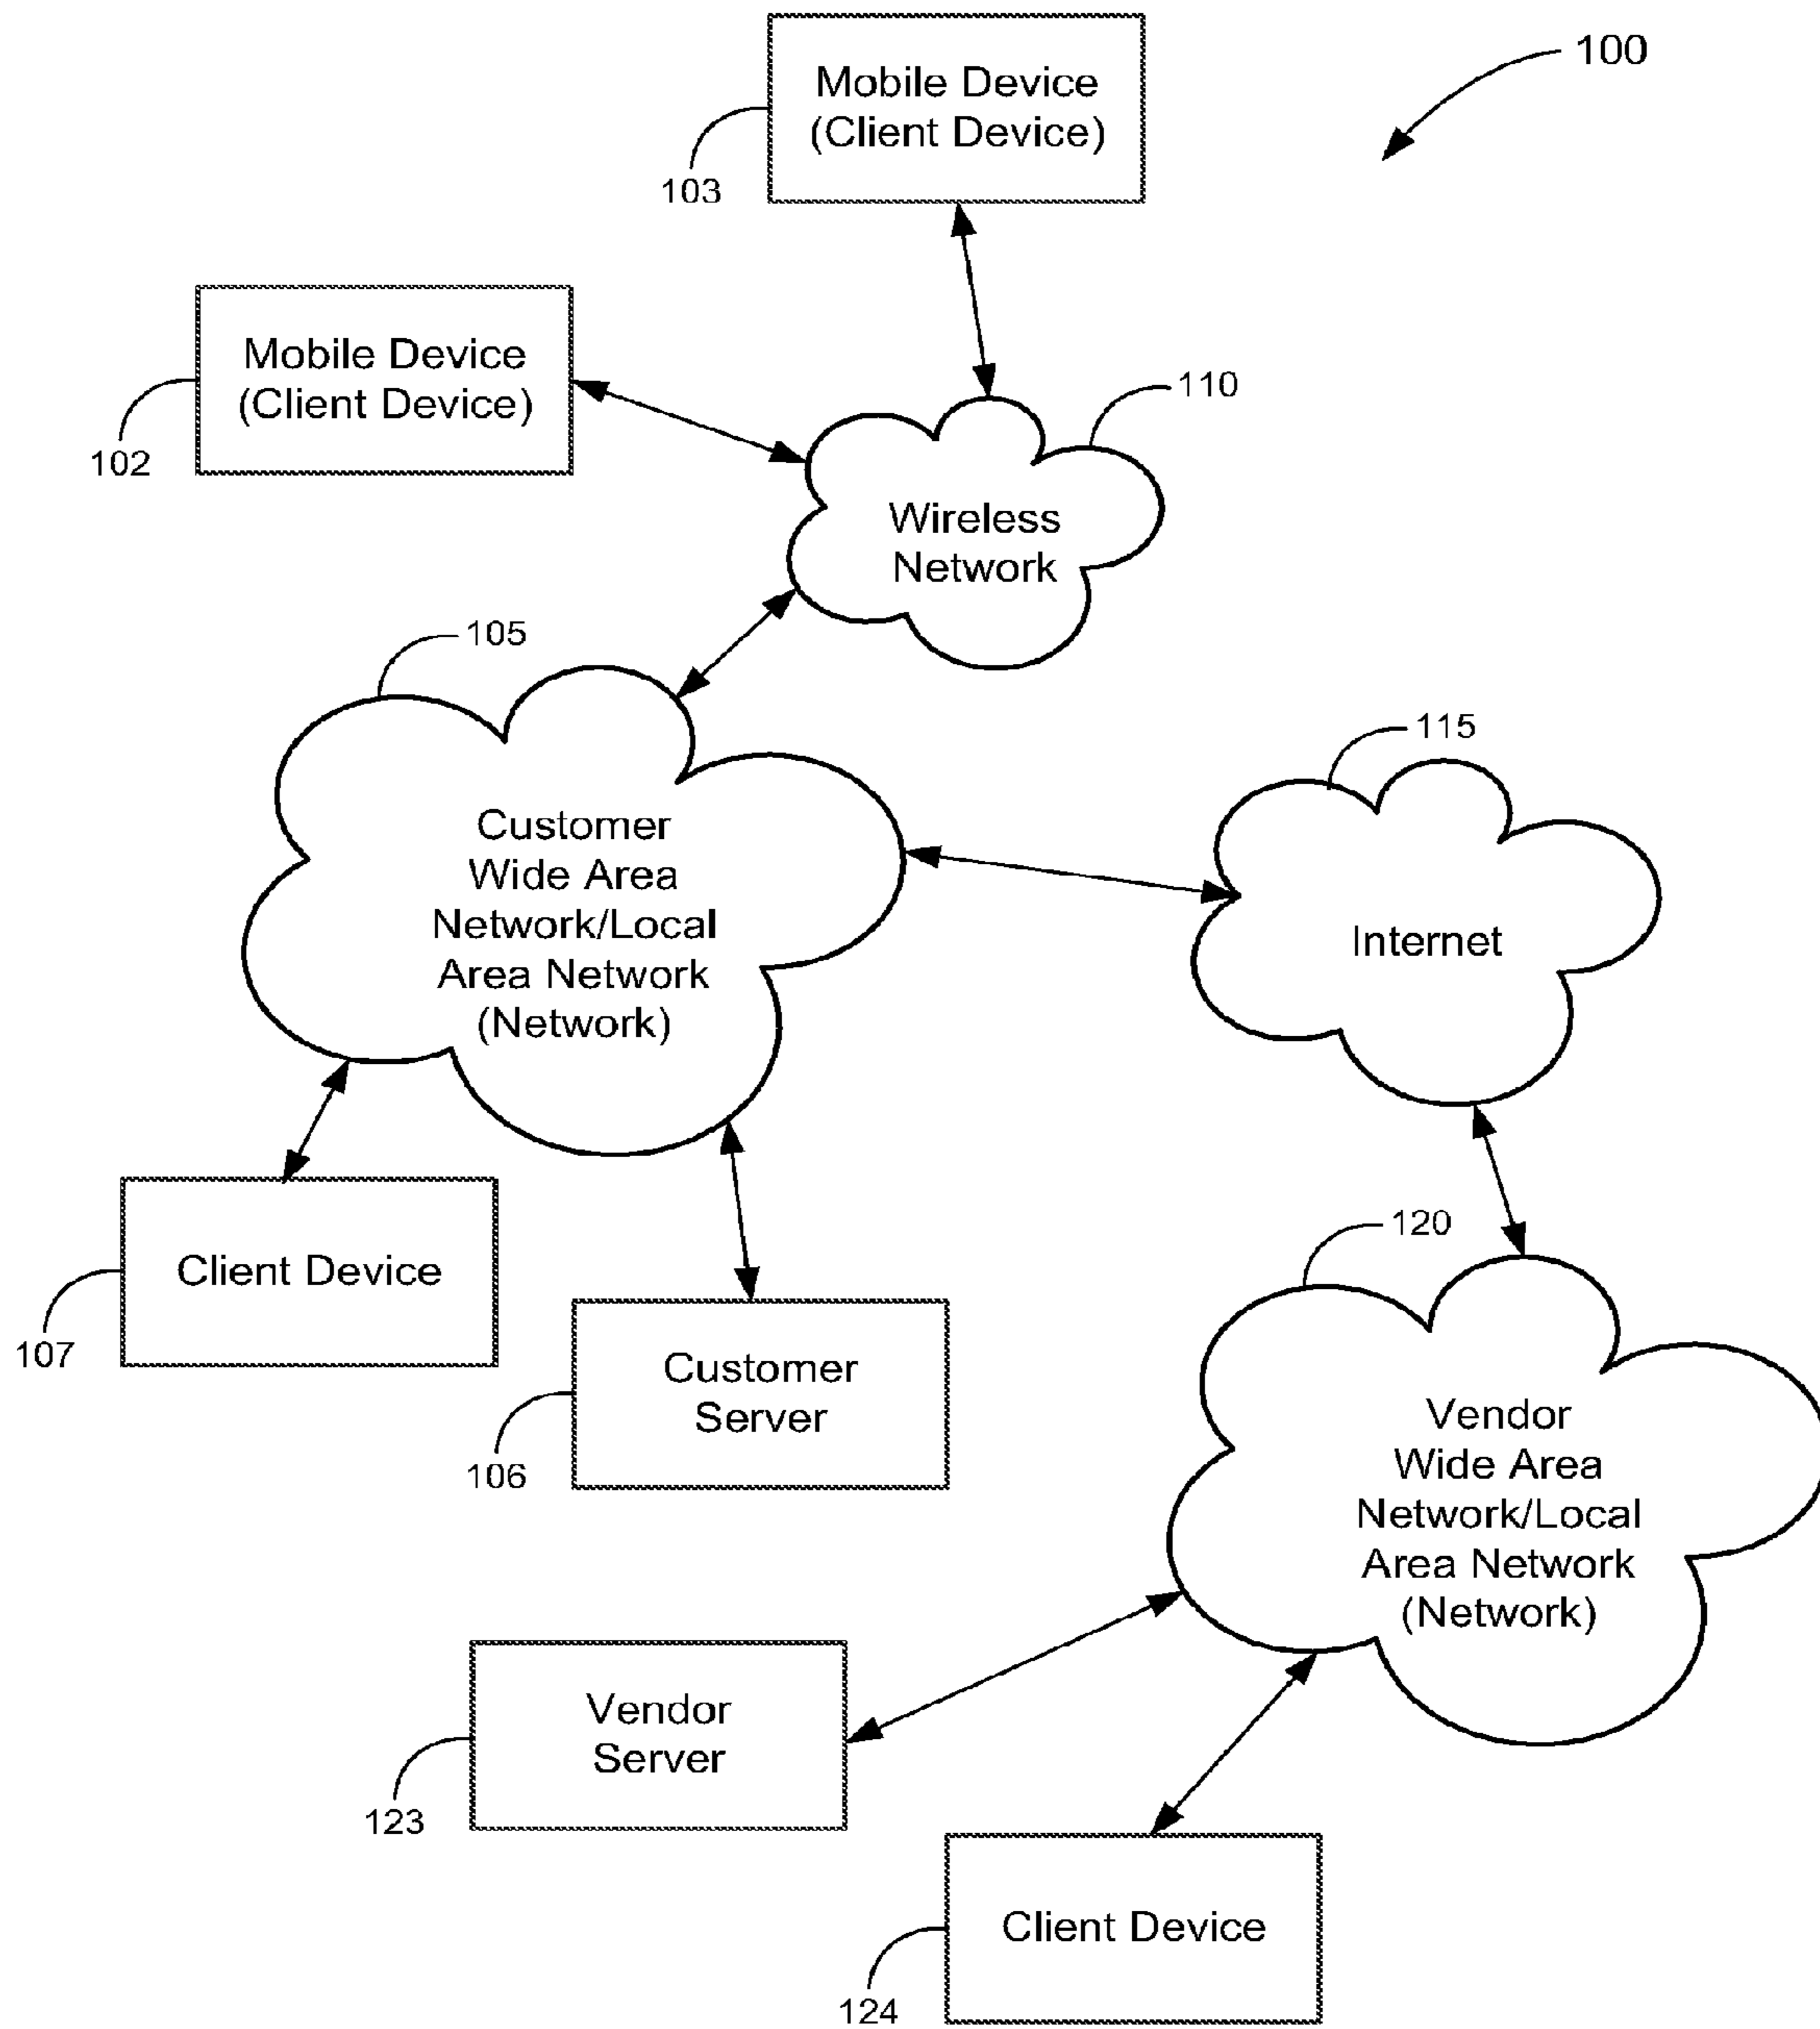 100
Mobile Device
(Client Device)
103
Mobile Device
(Client Device)
102
110
Wireless
Network
105
Customer
Wide Area
Network/Local
Area Network
(Network)
115
Internet
Client Device
107
Customer
Server
106
120
Vendor
Wide Area
Network/Local
Area Network
(Network)
Vendor
Server
123
Client Device
124